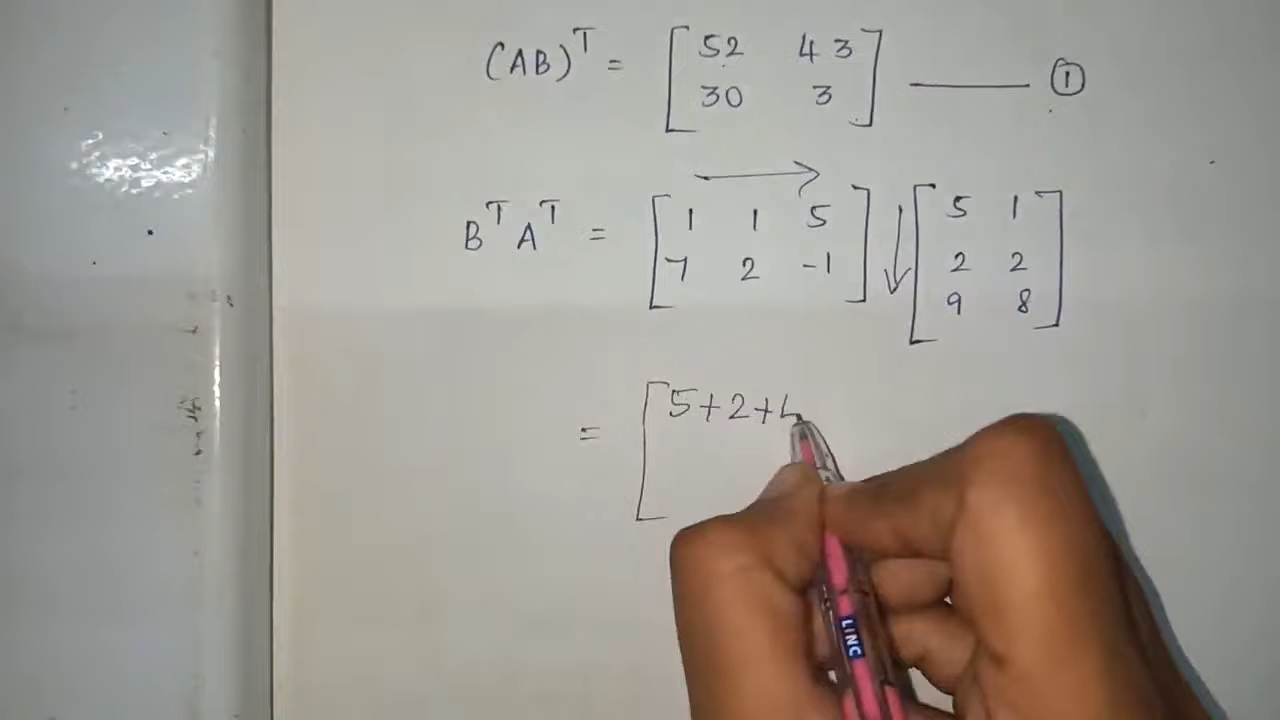 (AB)^T = [52 43
30 3] —— ①
B^T A^T = [1 1 5 [5 1
7 2 -1] 2 2
9 8]
= [5+2+4
LINC